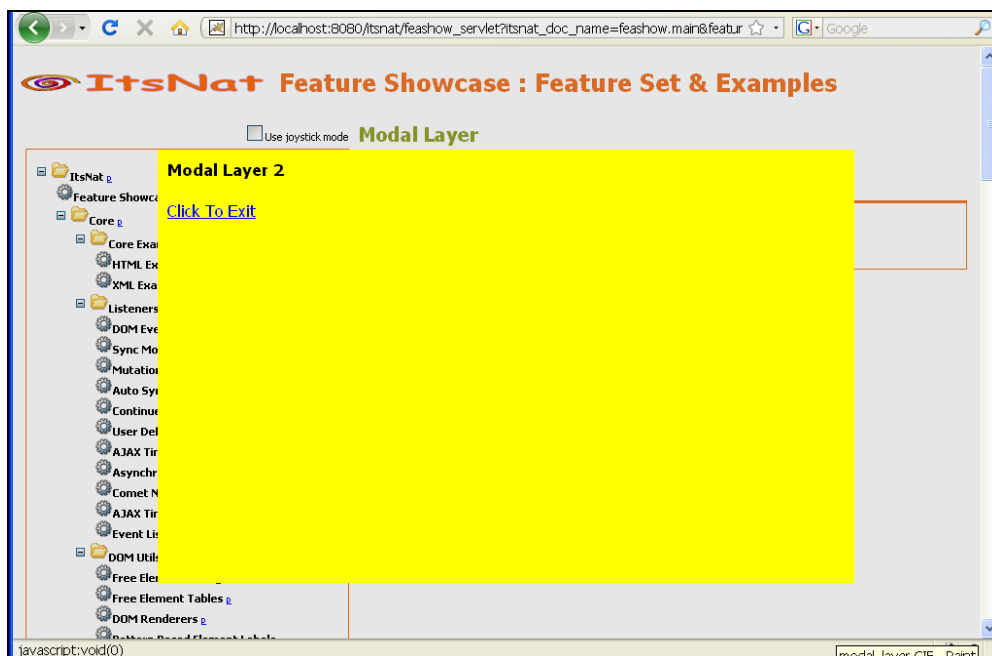 http://localhost:8080/itsnat/feashow_servlet?itsnat_doc_name=feashow.main&featur
G Google
ItsNat Feature Showcase : Feature Set & Examples
Use joystick mode
Modal Layer
Modal Layer 2
Click To Exit
ItsNat p
Feature Showca
Core p
Core Exa
HTML Ex
XML Exa
Listeners
DOM Eve
Sync Mo
Mutation
Auto Syn
Continue
User Def
AJAX Tim
Asynchr
Comet N
AJAX Tim
Event Lis
DOM Utils
Free Elem
Free Element Tables p
DOM Renderers p
javascript:void(0)